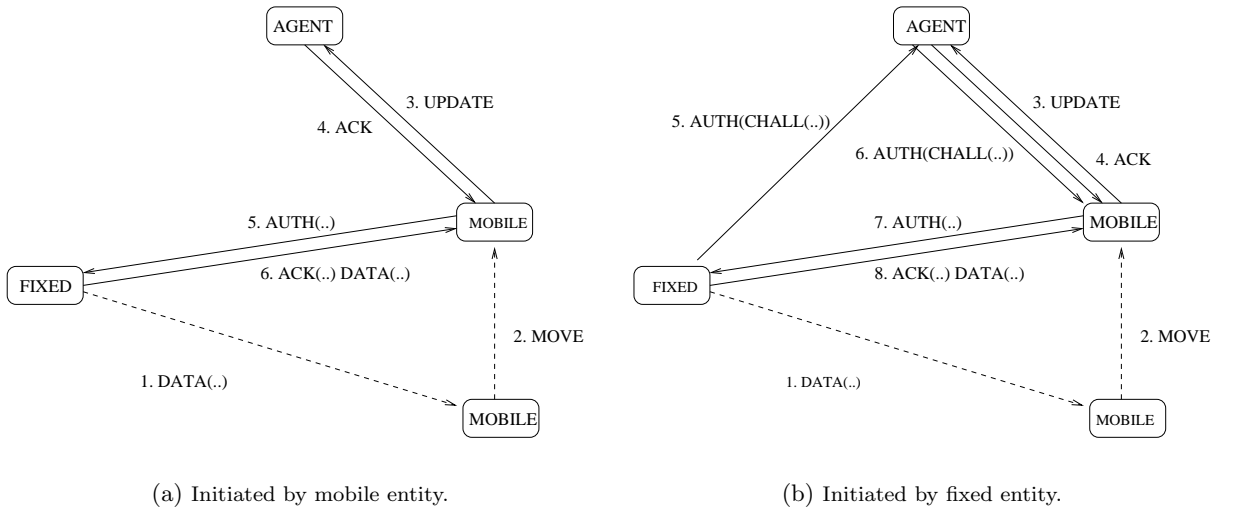 AGENT
3. UPDATE
4. ACK
MOBILE
5. AUTH(..)
6. ACK(..) DATA(..)
FIXED
2. MOVE
1. DATA(..)
MOBILE
(a) Initiated by mobile entity.
AGENT
3. UPDATE
5. AUTH(CHALL(..))
6. AUTH(CHALL(..))
4. ACK
MOBILE
7. AUTH(..)
8. ACK(..) DATA(..)
FIXED
2. MOVE
1. DATA(..)
MOBILE
(b) Initiated by fixed entity.